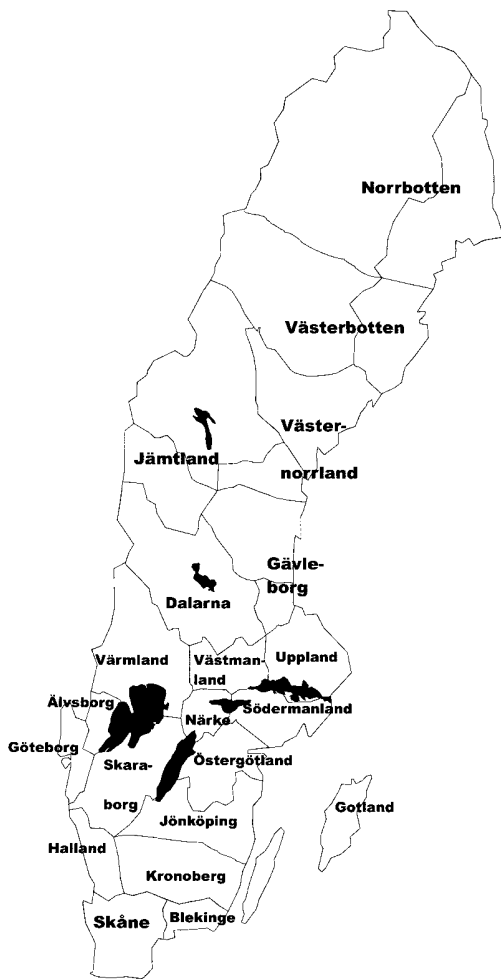 Norrbotten
Västerbotten
Väster-
norrland
Jämtland
Gävle-
borg
Dalarna
Värmland
Västman-
land
Uppland
Älvsborg
Södermanland
Närke
Göteborg
Skara-
borg
Östergötland
Gotland
Jönköping
Halland
Kronoberg
Skåne
Blekinge